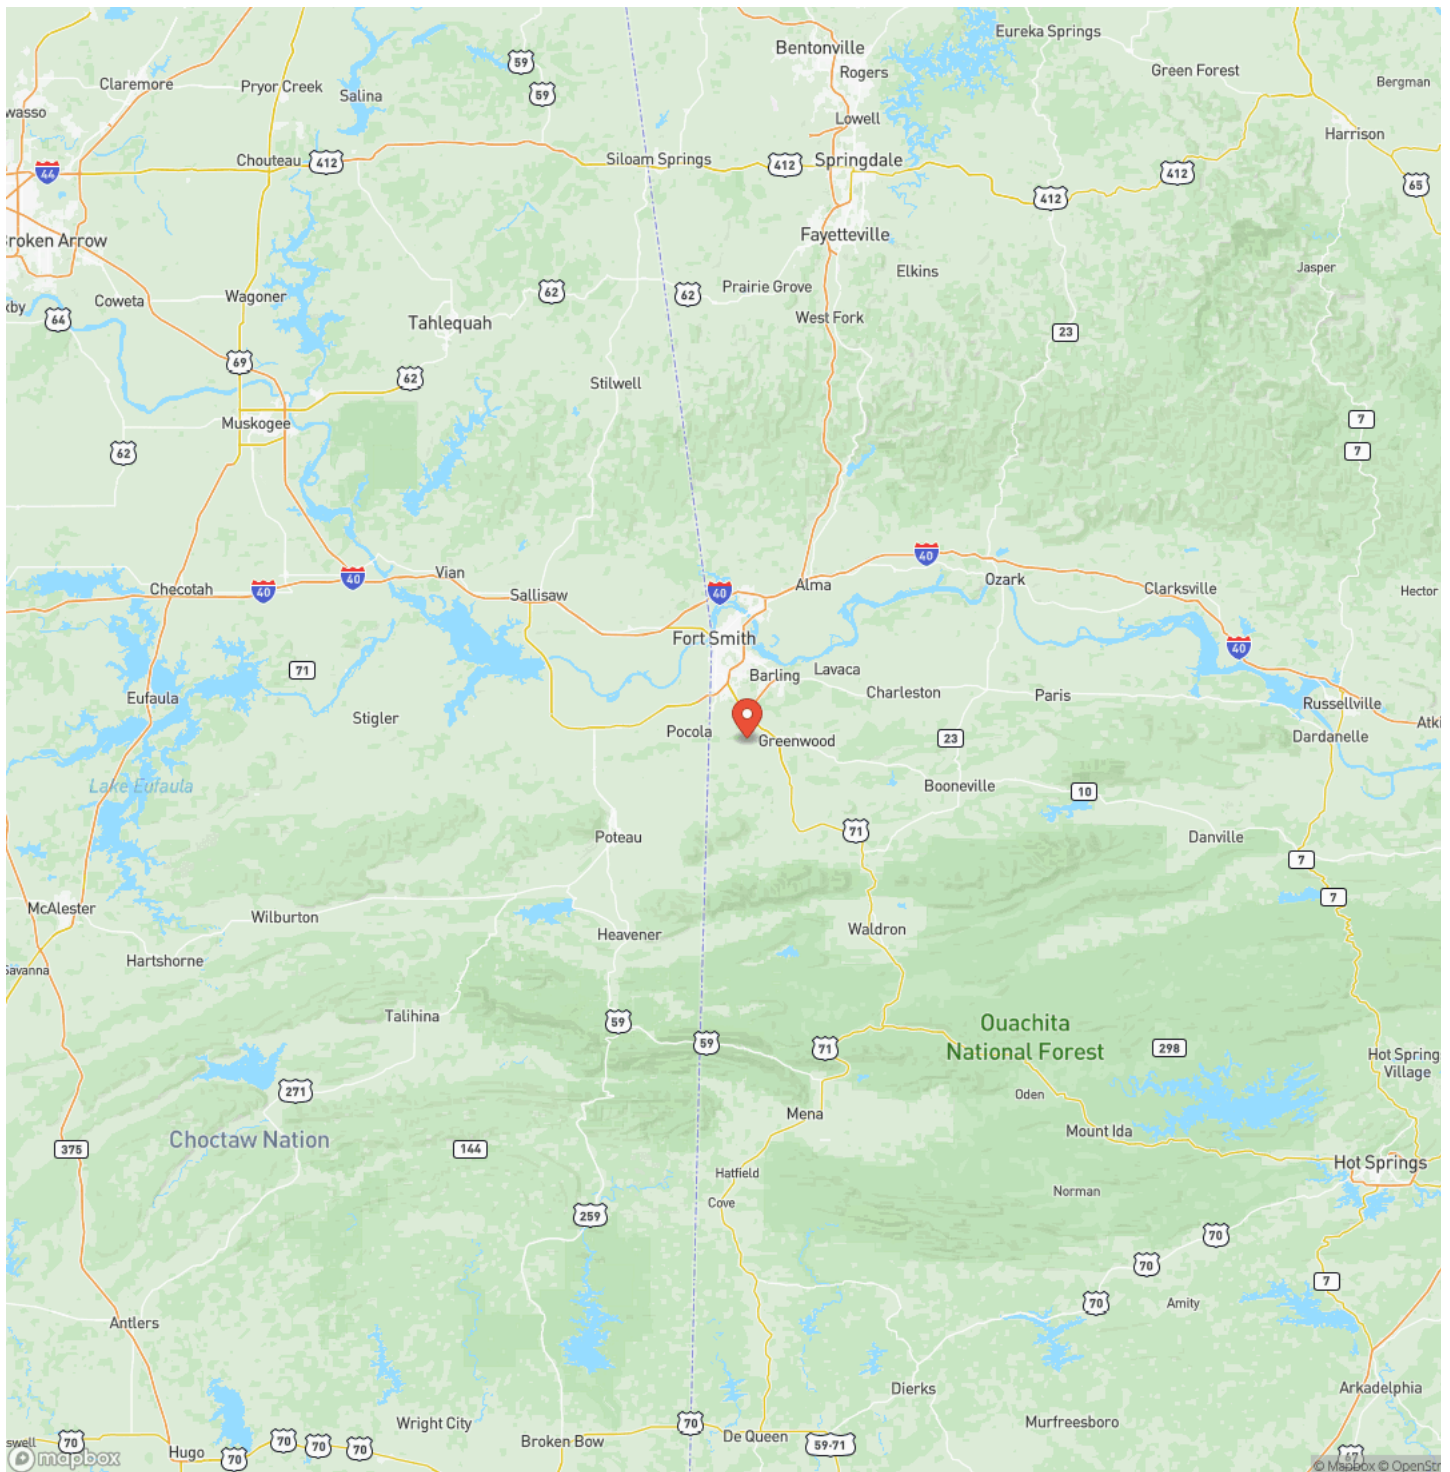 Bentonville
Eureka Springs
59
Rogers
Green Forest
Claremore
Pryor Creek
Salina
59
Bergman
wasso
Lowell
Harrison
Chouteau
412
Siloam Springs
412
Springdale
44
412
65
412
Broken Arrow
Fayetteville
Elkins
Jasper
Coweta
Wagoner
62
62
Prairie Grove
xby
64
Tahlequah
West Fork
23
69
62
Stilwell
Muskogee
7
62
7
40
Vian
Alma
Ozark
Checotah
40
40
Sallisaw
40
Clarksville
Hector
Fort Smith
40
71
Barling
Lavaca
Eufaula
Charleston
Paris
Russellville
Stigler
Pocola
Greenwood
23
Atki
Dardanelle
Lake Eufaula
Booneville
10
Poteau
71
Danville
7
McAlester
Wilburton
7
Heavener
Waldron
Hartshorne
Savanna
Talihina
59
Ouachita
National Forest
59
71
298
Hot Spring
Village
271
Oden
Mena
Choctaw Nation
Mount Ida
375
144
Hot Springs
Hatfield
Norman
Cove
259
70
70
7
70
Amity
Antlers
Dierks
Arkadelphia
Wright City
70
Murfreesboro
swell
70
70
70
70
Broken Bow
De Queen
59-71
Hugo
70
67
mapbox
© Mapbox © OpenStr